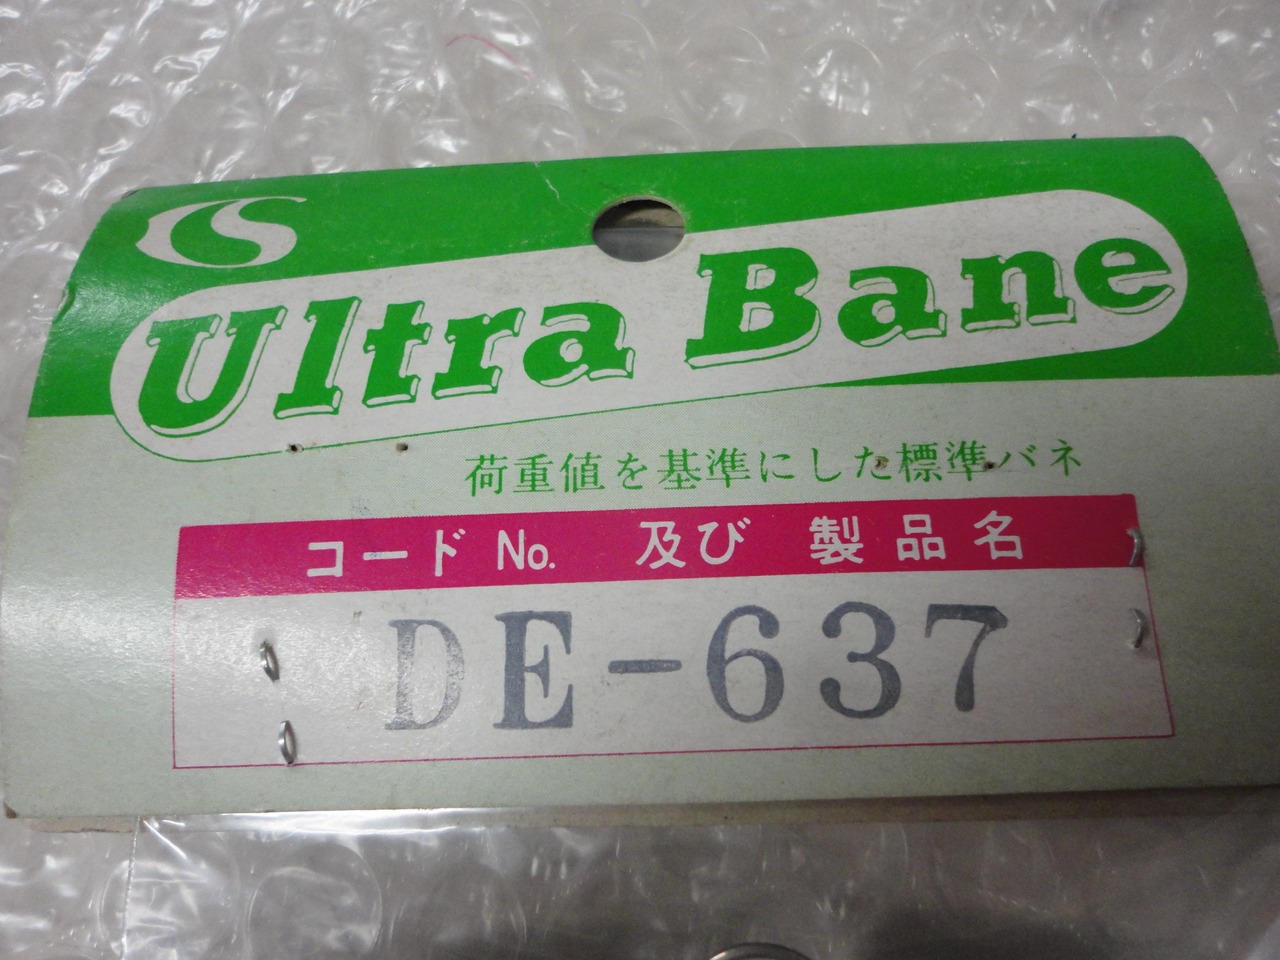 CS
Ultra Bane
荷重値を基準にした標準バネ
コード No. 及び 製品名
DE-637